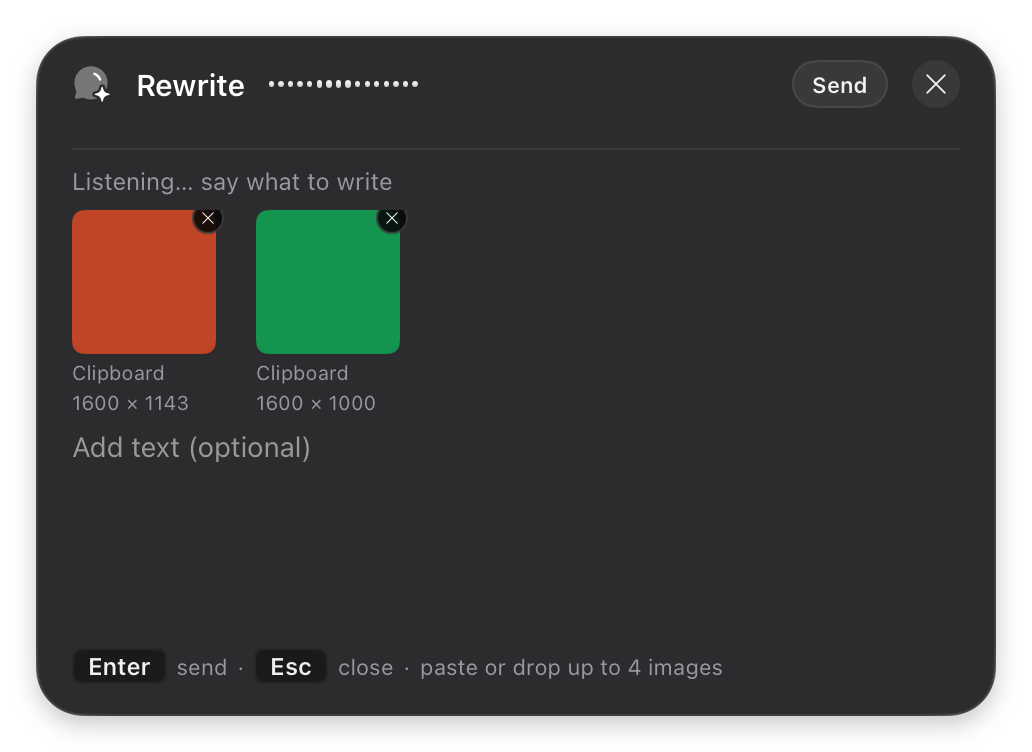 Rewrite
Send
Listening... say what to write
Clipboard
1600 × 1143
Clipboard
1600 × 1000
Add text (optional)
Enter send · Esc close · paste or drop up to 4 images